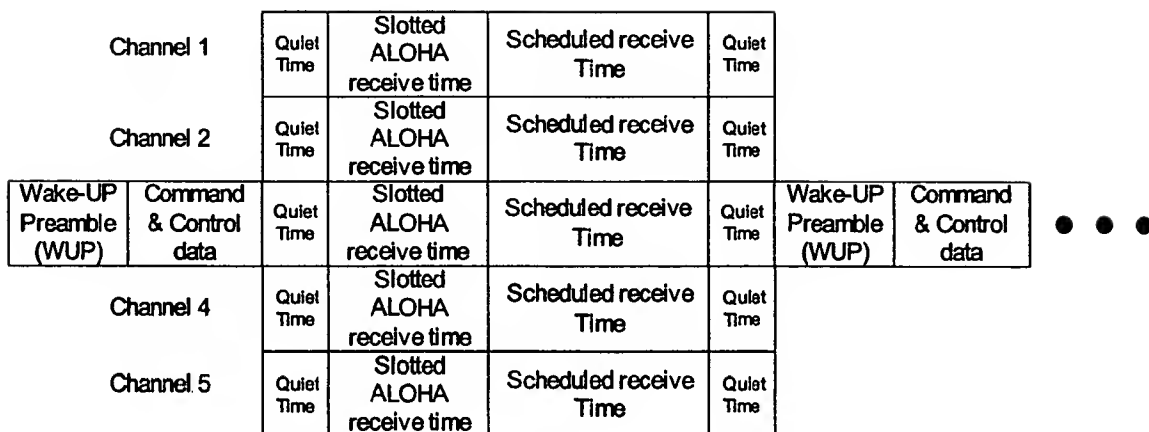 Channel 1
Quiet
Time
Slotted
ALOHA
receive time
Scheduled receive
Time
Quiet
Time
Channel 2
Quiet
Time
Slotted
ALOHA
receive time
Scheduled receive
Time
Quiet
Time
Wake-UP
Preamble
(WUP)
Command
& Control
data
Quiet
Time
Slotted
ALOHA
receive time
Scheduled receive
Time
Quiet
Time
Wake-UP
Preamble
(WUP)
Command
& Control
data
Channel 4
Quiet
Time
Slotted
ALOHA
receive time
Scheduled receive
Time
Quiet
Time
Channel 5
Quiet
Time
Slotted
ALOHA
receive time
Scheduled receive
Time
Quiet
Time